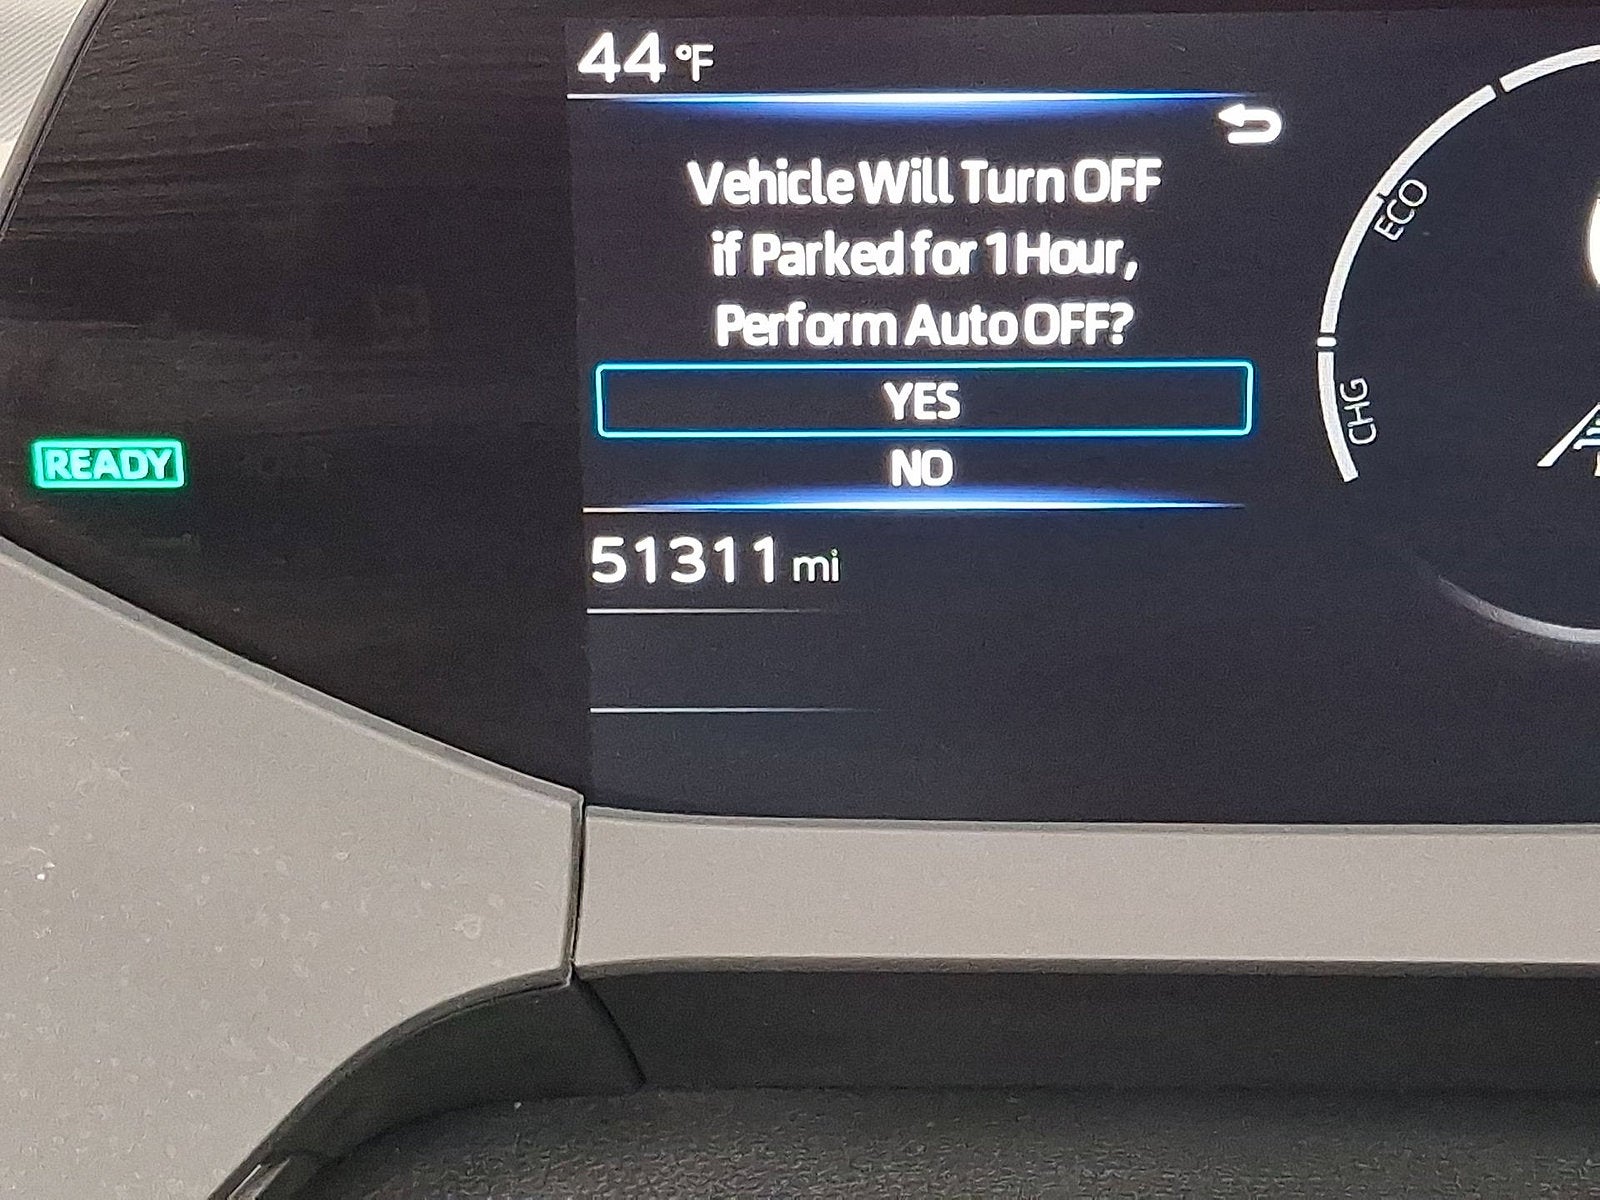 44 °F
Vehicle Will Turn OFF
if Parked for 1 Hour,
Perform Auto OFF?
YES
NO
51311 mi
READY
ECO
CHG